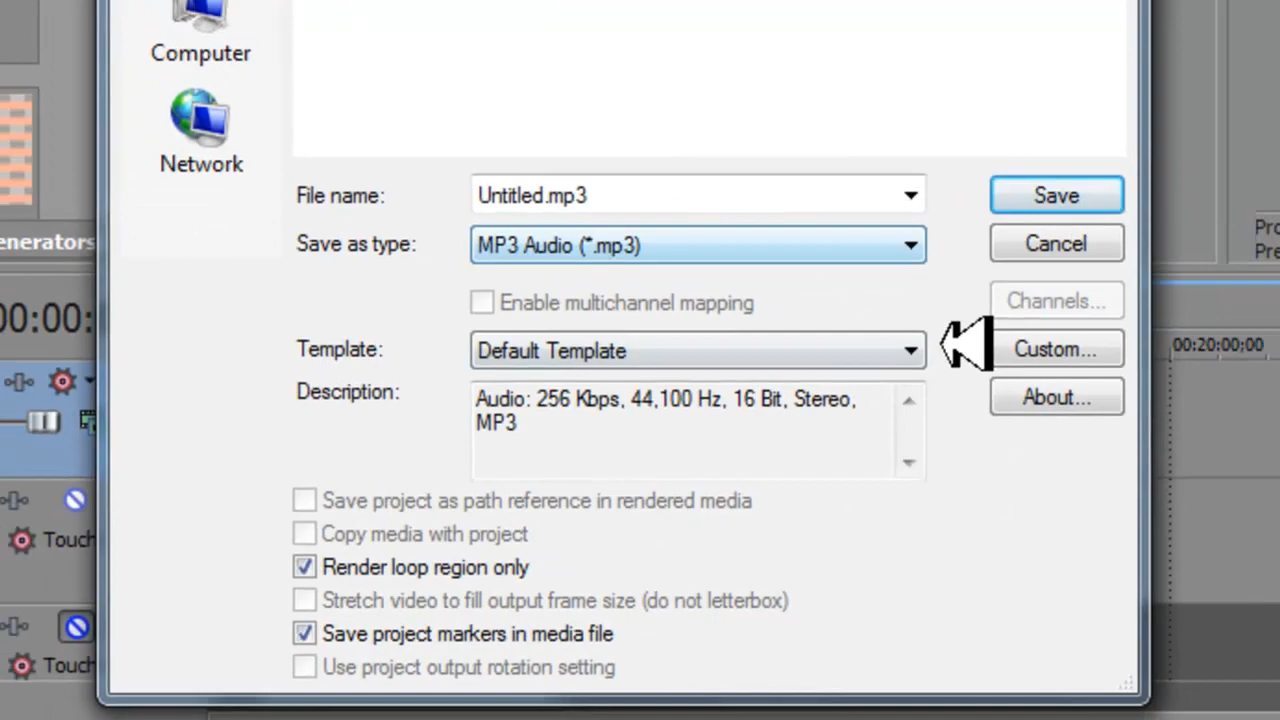 Computer
Network
File name:
Untitled.mp3
Save
Save as type:
MP3 Audio (*.mp3)
Cancel
Enable multichannel mapping
Channels...
Template:
Default Template
Custom...
Description:
Audio: 256 Kbps, 44,100 Hz, 16 Bit, Stereo,
MP3
About...
Save project as path reference in rendered media
Copy media with project
Render loop region only
Stretch video to fill output frame size (do not letterbox)
Save project markers in media file
Use project output rotation setting
enerators
00:00:
Touch
Touch
Pro
Pre
00:20:00;00